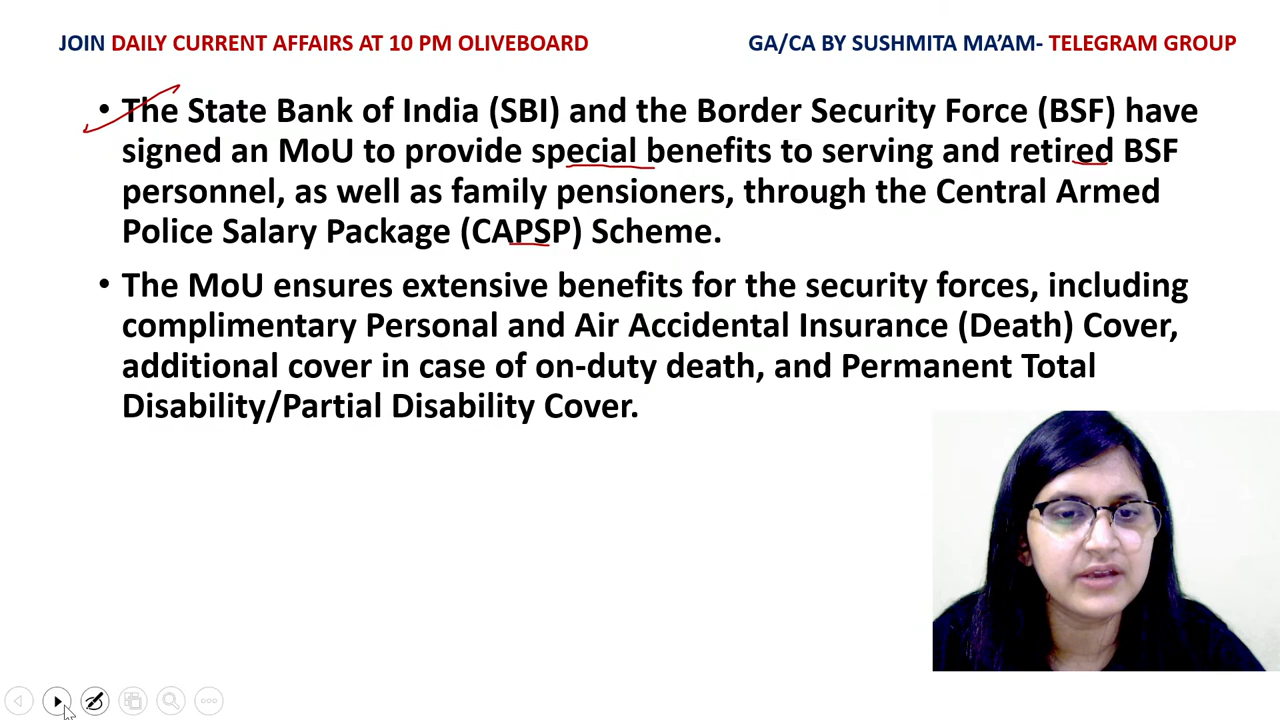 JOIN DAILY CURRENT AFFAIRS AT 10 PM OLIVEBOARD
GA/CA BY SUSHMITA MA’AM- TELEGRAM GROUP
• The State Bank of India (SBI) and the Border Security Force (BSF) have
signed an MoU to provide special benefits to serving and retired BSF
personnel, as well as family pensioners, through the Central Armed
Police Salary Package (CAPSP) Scheme.
• The MoU ensures extensive benefits for the security forces, including
complimentary Personal and Air Accidental Insurance (Death) Cover,
additional cover in case of on-duty death, and Permanent Total
Disability/Partial Disability Cover.